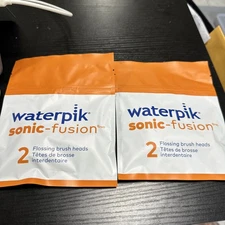 waterpik
sonic-fusion
2 Flossing brush heads
Têtes de brosse
interdentaire
waterpik
sonic-fusion
2 Flossing brush heads
Têtes de brosse
interdentaire